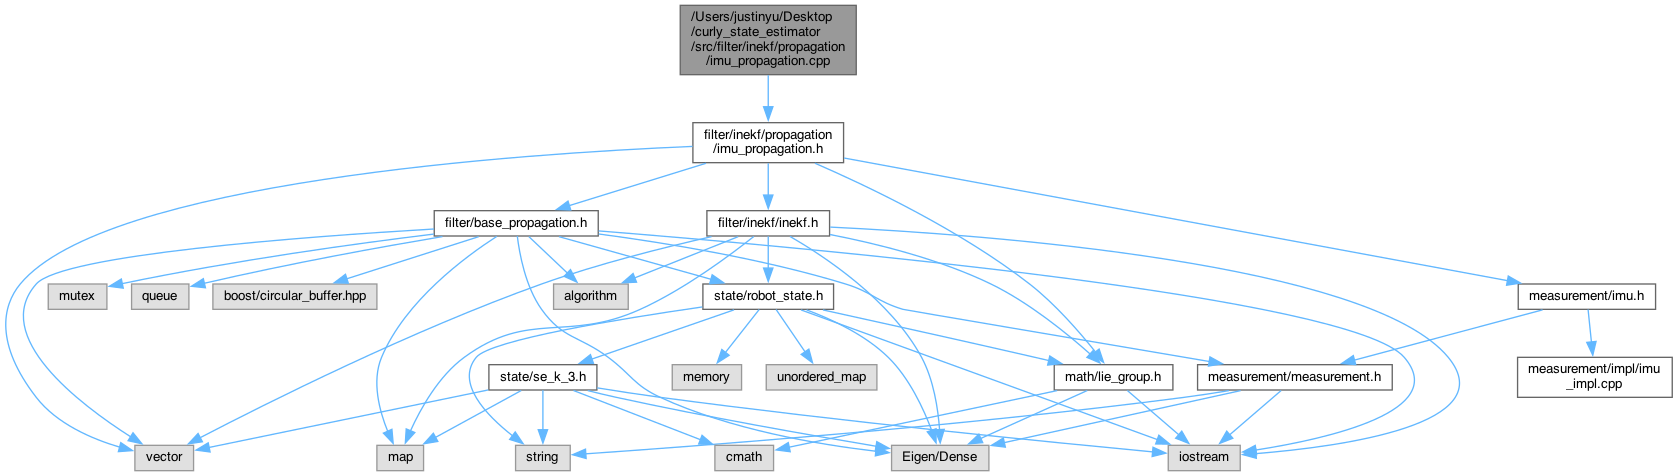 /Users/justinyu/Desktop
/curly_state_estimator
/src/filter/inekf/propagation
/imu_propagation.cpp
filter/inekf/propagation
/imu_propagation.h
filter/base_propagation.h
filter/inekf/inekf.h
mutex
queue
boost/circular_buffer.hpp
algorithm
state/robot_state.h
measurement/imu.h
state/se_k_3.h
memory
unordered_map
math/lie_group.h
measurement/measurement.h
measurement/impl/imu
_impl.cpp
vector
map
string
cmath
Eigen/Dense
iostream